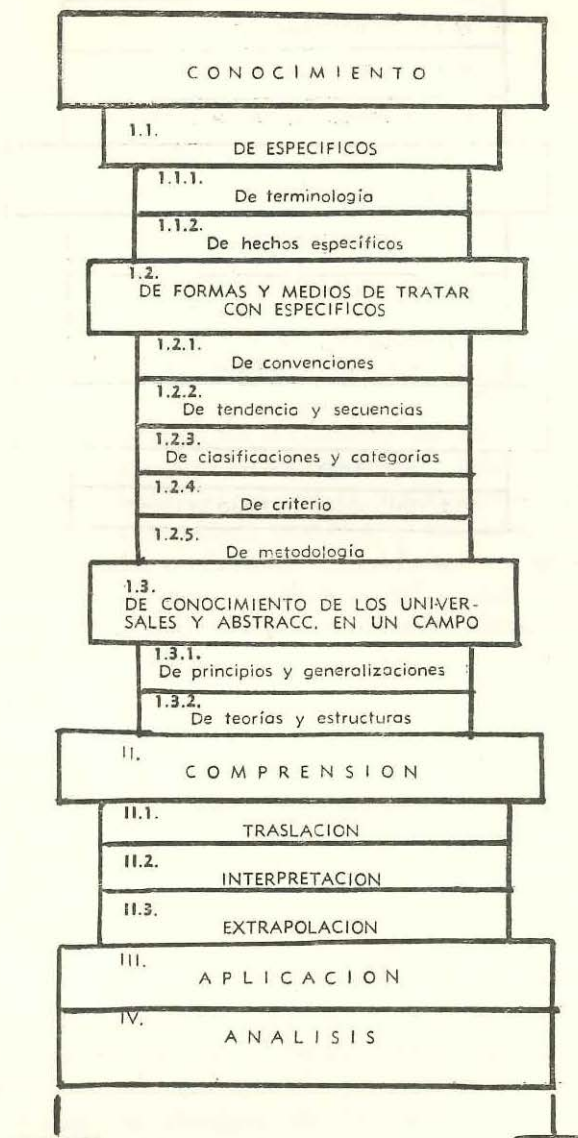 CONOCIMIENTO
1.1.
DE ESPECIFICOS
1.1.1.
De terminología
1.1.2.
De hechos específicos
1.2.
DE FORMAS Y MEDIOS DE TRATAR
CON ESPECIFICOS
1.2.1.
De convenciones
1.2.2.
De tendencia y secuencias
1.2.3.
De clasificaciones y categorías
1.2.4.
De criterio
1.2.5.
De metodología
1.3.
DE CONOCIMIENTO DE LOS UNIVER-
SALES Y ABSTRACC. EN UN CAMPO
1.3.1.
De principios y generalizaciones
1.3.2.
De teorías y estructuras
II.
COMPRENSION
II.1.
TRASLACION
II.2.
INTERPRETACION
II.3.
EXTRAPOLACION
III.
APLICACION
IV.
ANALISIS